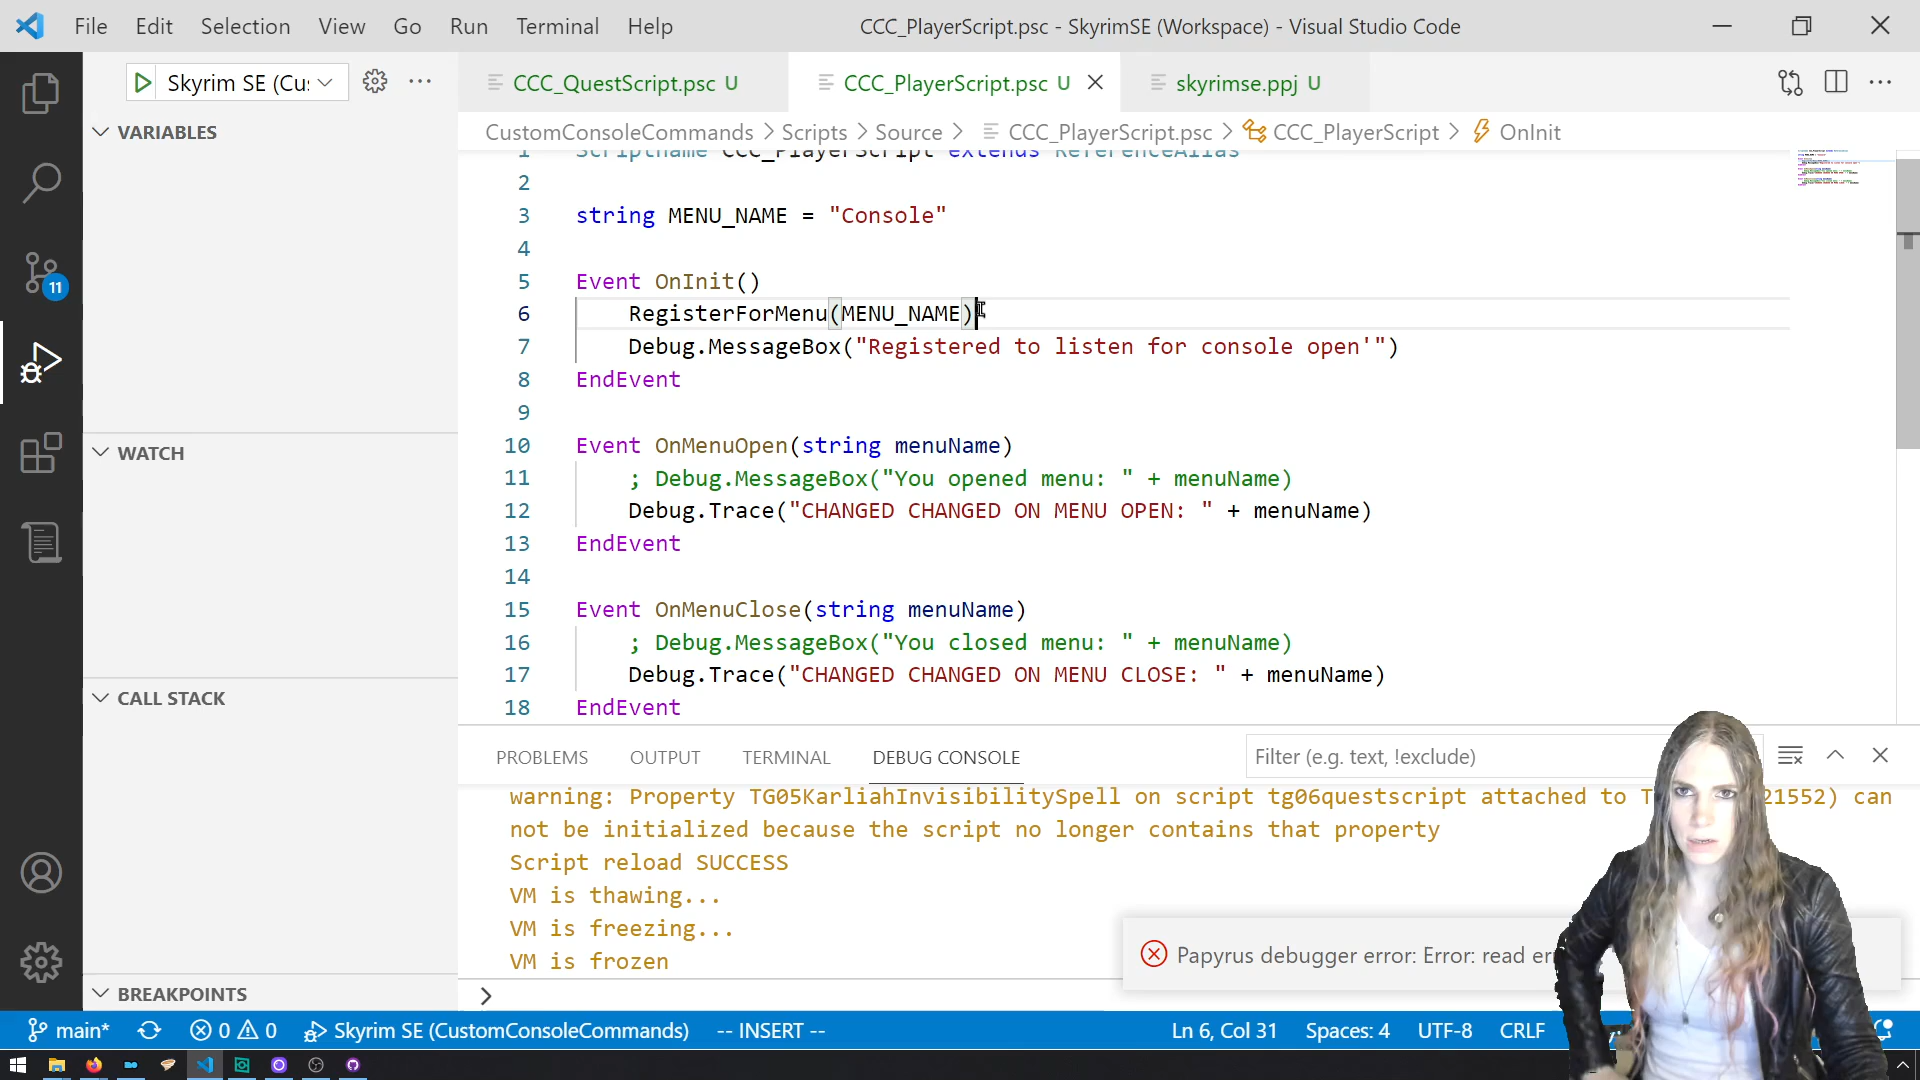 File Edit Selection View Go Run Terminal Help
CCC_PlayerScript.psc - SkyrimSE (Workspace) - Visual Studio Code
Skyrim SE (Cu:
CCC_QuestScript.psc U
CCC_PlayerScript.psc U
skyrimse.ppj U
VARIABLES
CustomConsoleCommands > Scripts > Source > CCC_PlayerScript.psc > CCC_PlayerScript > OnInit
1 Scriptname CCC_PlayerScript extends ReferenceAlias
2
3 string MENU_NAME = "Console"
4
5 Event OnInit()
6 RegisterForMenu(MENU_NAME)
7 Debug.MessageBox("Registered to listen for console open'")
8 EndEvent
9
10 Event OnMenuOpen(string menuName)
11 ; Debug.MessageBox("You opened menu: " + menuName)
12 Debug.Trace("CHANGED CHANGED ON MENU OPEN: " + menuName)
13 EndEvent
14
15 Event OnMenuClose(string menuName)
16 ; Debug.MessageBox("You closed menu: " + menuName)
17 Debug.Trace("CHANGED CHANGED ON MENU CLOSE: " + menuName)
18 EndEvent
11
WATCH
CALL STACK
BREAKPOINTS
PROBLEMS OUTPUT TERMINAL DEBUG CONSOLE
Filter (e.g. text, !exclude)
warning: Property TG05KarliahInvisibilitySpell on script tg06questscript attached to T 21552) can
not be initialized because the script no longer contains that property
Script reload SUCCESS
VM is thawing...
VM is freezing...
VM is frozen
Papyrus debugger error: Error: read
main* 0 0 Skyrim SE (CustomConsoleCommands) -- INSERT --
Ln 6, Col 31 Spaces: 4 UTF-8 CRLF